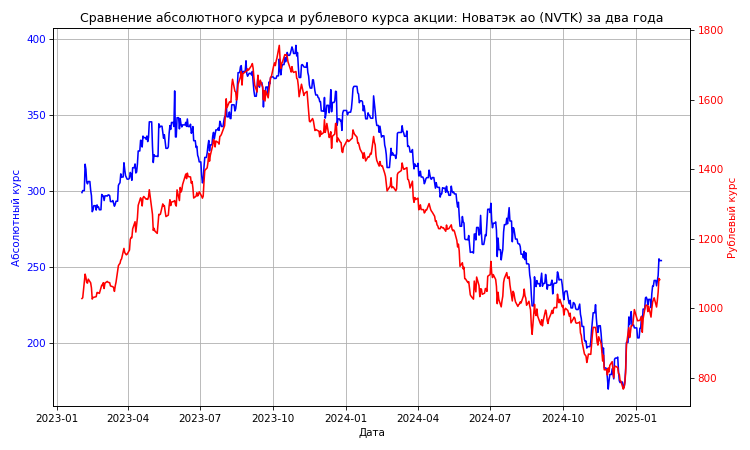 Сравнение абсолютного курса и рублевого курса акции: Новатэк ао (NVTK) за два года
400
350
300
250
200
Абсолютный курс
1800
1600
1400
1200
1000
800
Рублевый курс
2023-01 2023-04 2023-07 2023-10 2024-01 2024-04 2024-07 2024-10 2025-01
Дата